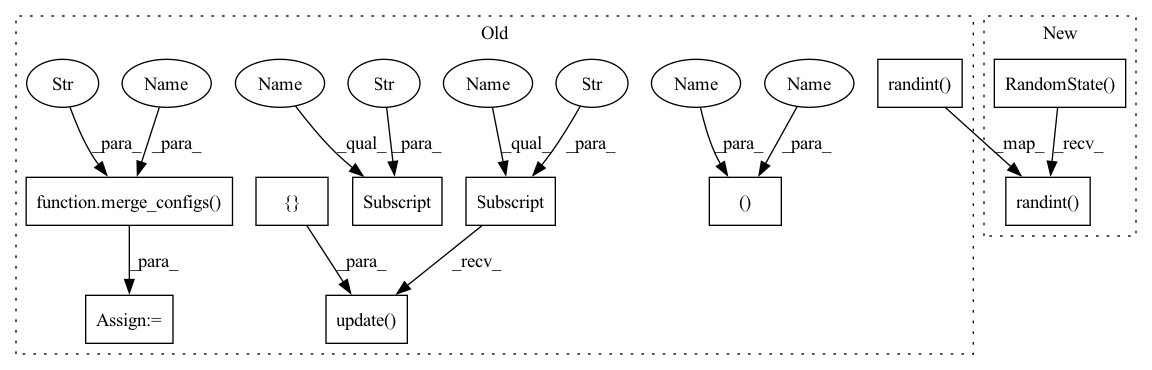 Old
New
Str
Name
Name
Str
Name
Str
Name
Name
randint()
RandomState()
_para_
_para_
_qual_
_para_
_qual_
_para_
_para_
_para_
_map_
_recv_
function.merge_configs()
{}
Subscript
Subscript
()
randint()
_para_
_para_
_recv_
Assign:=
update()